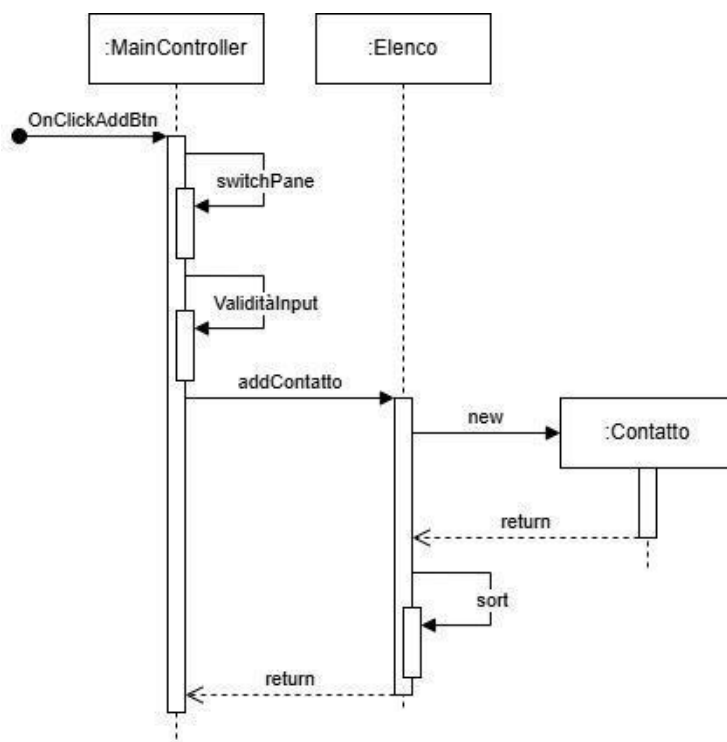 :MainController
:Elenco
OnClickAddBtn
switchPane
ValiditàInput
addContatto
new
:Contatto
return
sort
return